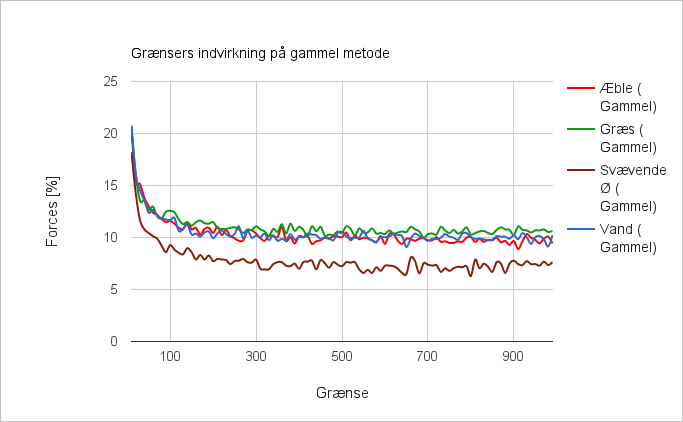 Grænsers indvirkning på gammel metode
25
20
15
10
5
0
Forces [%]
100
300
500
700
900
Grænse
Æble (
Gammel)
Græs (
Gammel)
Svævende
Ø (
Gammel)
Vand (
Gammel)